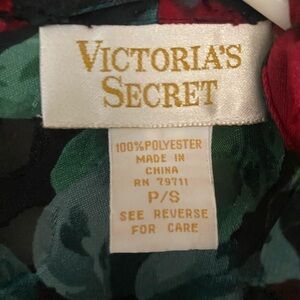 VICTORIA'S
SECRET
100% POLYESTER
MADE IN
CHINA
RN 79711
P/S
SEE REVERSE
FOR CARE